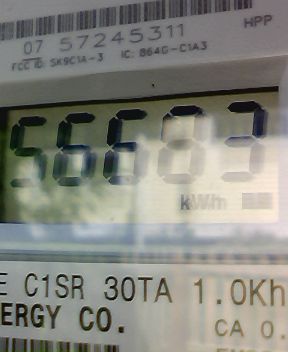 HPP
07 57245311
FCC ID: SK9C1A-3 IC: 864G-C1A3
56683
kWh
E C1SR 30TA 1.0Kh
ERGY CO.
CA 0.